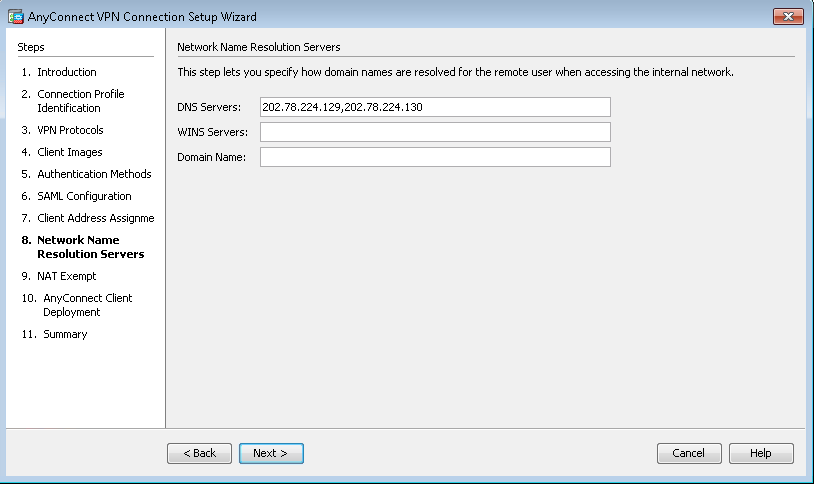 AnyConnect VPN Connection Setup Wizard
Steps
1. Introduction
2. Connection Profile
Identification
3. VPN Protocols
4. Client Images
5. Authentication Methods
6. SAML Configuration
7. Client Address Assignme
8. Network Name
Resolution Servers
9. NAT Exempt
10. AnyConnect Client
Deployment
11. Summary
Network Name Resolution Servers
This step lets you specify how domain names are resolved for the remote user when accessing the internal network.
DNS Servers: 202.78.224.129,202.78.224.130
WINS Servers:
Domain Name:
< Back Next > Cancel Help